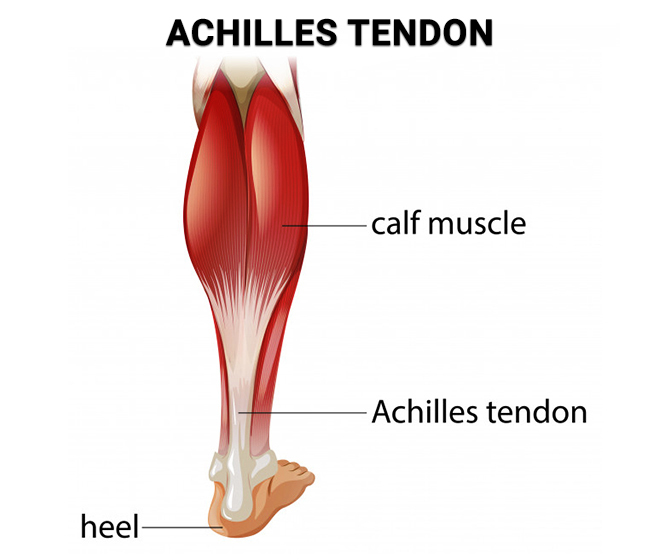 ACHILLES TENDON
calf muscle
Achilles tendon
heel